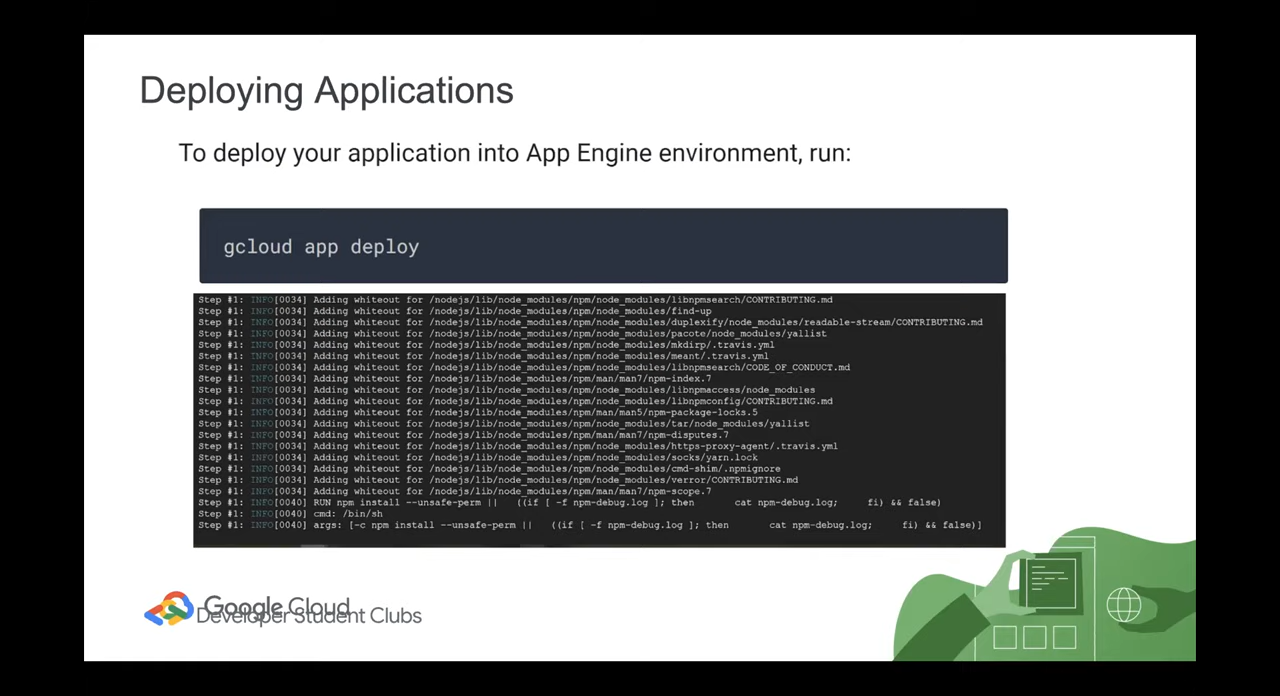 Deploying Applications
To deploy your application into App Engine environment, run:
gcloud app deploy
Step #1: INFO[0034] Adding whiteout for /nodejs/lib/node_modules/npm/node_modules/libnpmsearch/CONTRIBUTING.md
Step #1: INFO[0034] Adding whiteout for /nodejs/lib/node_modules/npm/node_modules/find-up
Step #1: INFO[0034] Adding whiteout for /nodejs/lib/node_modules/npm/node_modules/duplexify/node_modules/readable-stream/CONTRIBUTING.md
Step #1: INFO[0034] Adding whiteout for /nodejs/lib/node_modules/npm/node_modules/pacote/node_modules/yallist
Step #1: INFO[0034] Adding whiteout for /nodejs/lib/node_modules/npm/node_modules/mkdirp/.travis.yml
Step #1: INFO[0034] Adding whiteout for /nodejs/lib/node_modules/npm/node_modules/meant/.travis.yml
Step #1: INFO[0034] Adding whiteout for /nodejs/lib/node_modules/npm/node_modules/libnpmsearch/CODE_OF_CONDUCT.md
Step #1: INFO[0034] Adding whiteout for /nodejs/lib/node_modules/npm/man/man7/npm-index.7
Step #1: INFO[0034] Adding whiteout for /nodejs/lib/node_modules/npm/node_modules/libnpmaccess/node_modules
Step #1: INFO[0034] Adding whiteout for /nodejs/lib/node_modules/npm/node_modules/libnpmconfig/CONTRIBUTING.md
Step #1: INFO[0034] Adding whiteout for /nodejs/lib/node_modules/npm/man/man5/npm-package-locks.5
Step #1: INFO[0034] Adding whiteout for /nodejs/lib/node_modules/npm/node_modules/tar/node_modules/yallist
Step #1: INFO[0034] Adding whiteout for /nodejs/lib/node_modules/npm/man/man7/npm-disputes.7
Step #1: INFO[0034] Adding whiteout for /nodejs/lib/node_modules/npm/node_modules/https-proxy-agent/.travis.yml
Step #1: INFO[0034] Adding whiteout for /nodejs/lib/node_modules/npm/node_modules/socks/yarn.lock
Step #1: INFO[0034] Adding whiteout for /nodejs/lib/node_modules/npm/node_modules/cmd-shim/.npmignore
Step #1: INFO[0034] Adding whiteout for /nodejs/lib/node_modules/npm/node_modules/verror/CONTRIBUTING.md
Step #1: INFO[0034] Adding whiteout for /nodejs/lib/node_modules/npm/man/man7/npm-scope.7
Step #1: INFO[0040] RUN npm install --unsafe-perm || ((if [ -f npm-debug.log ]; then cat npm-debug.log; fi) && false)
Step #1: INFO[0040] cmd: /bin/sh
Step #1: INFO[0040] args: [-c npm install --unsafe-perm || ((if [ -f npm-debug.log ]; then cat npm-debug.log; fi) && false)]
Google Cloud
Developer Student Clubs